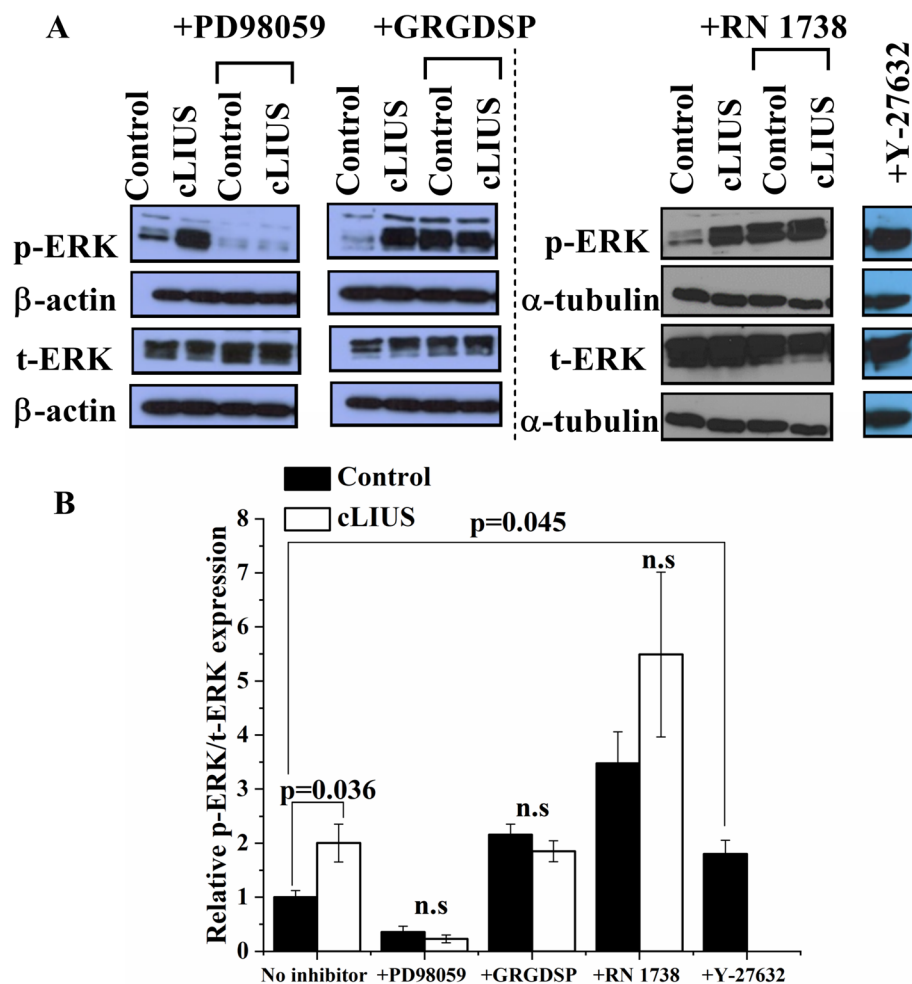 A
+PD98059
+GRGDSP
+RN 1738
+Y-27632
Control
cLIUS
Control
cLIUS
Control
cLIUS
Control
cLIUS
Control
cLIUS
Control
cLIUS
p-ERK
p-ERK
β-actin
α-tubulin
t-ERK
t-ERK
β-actin
α-tubulin
B
Control
cLIUS
Relative p-ERK/t-ERK expression
8
7
6
5
4
3
2
1
0
p=0.045
n.s
p=0.036
n.s
n.s
No inhibitor
+PD98059
+GRGDSP
+RN 1738
+Y-27632